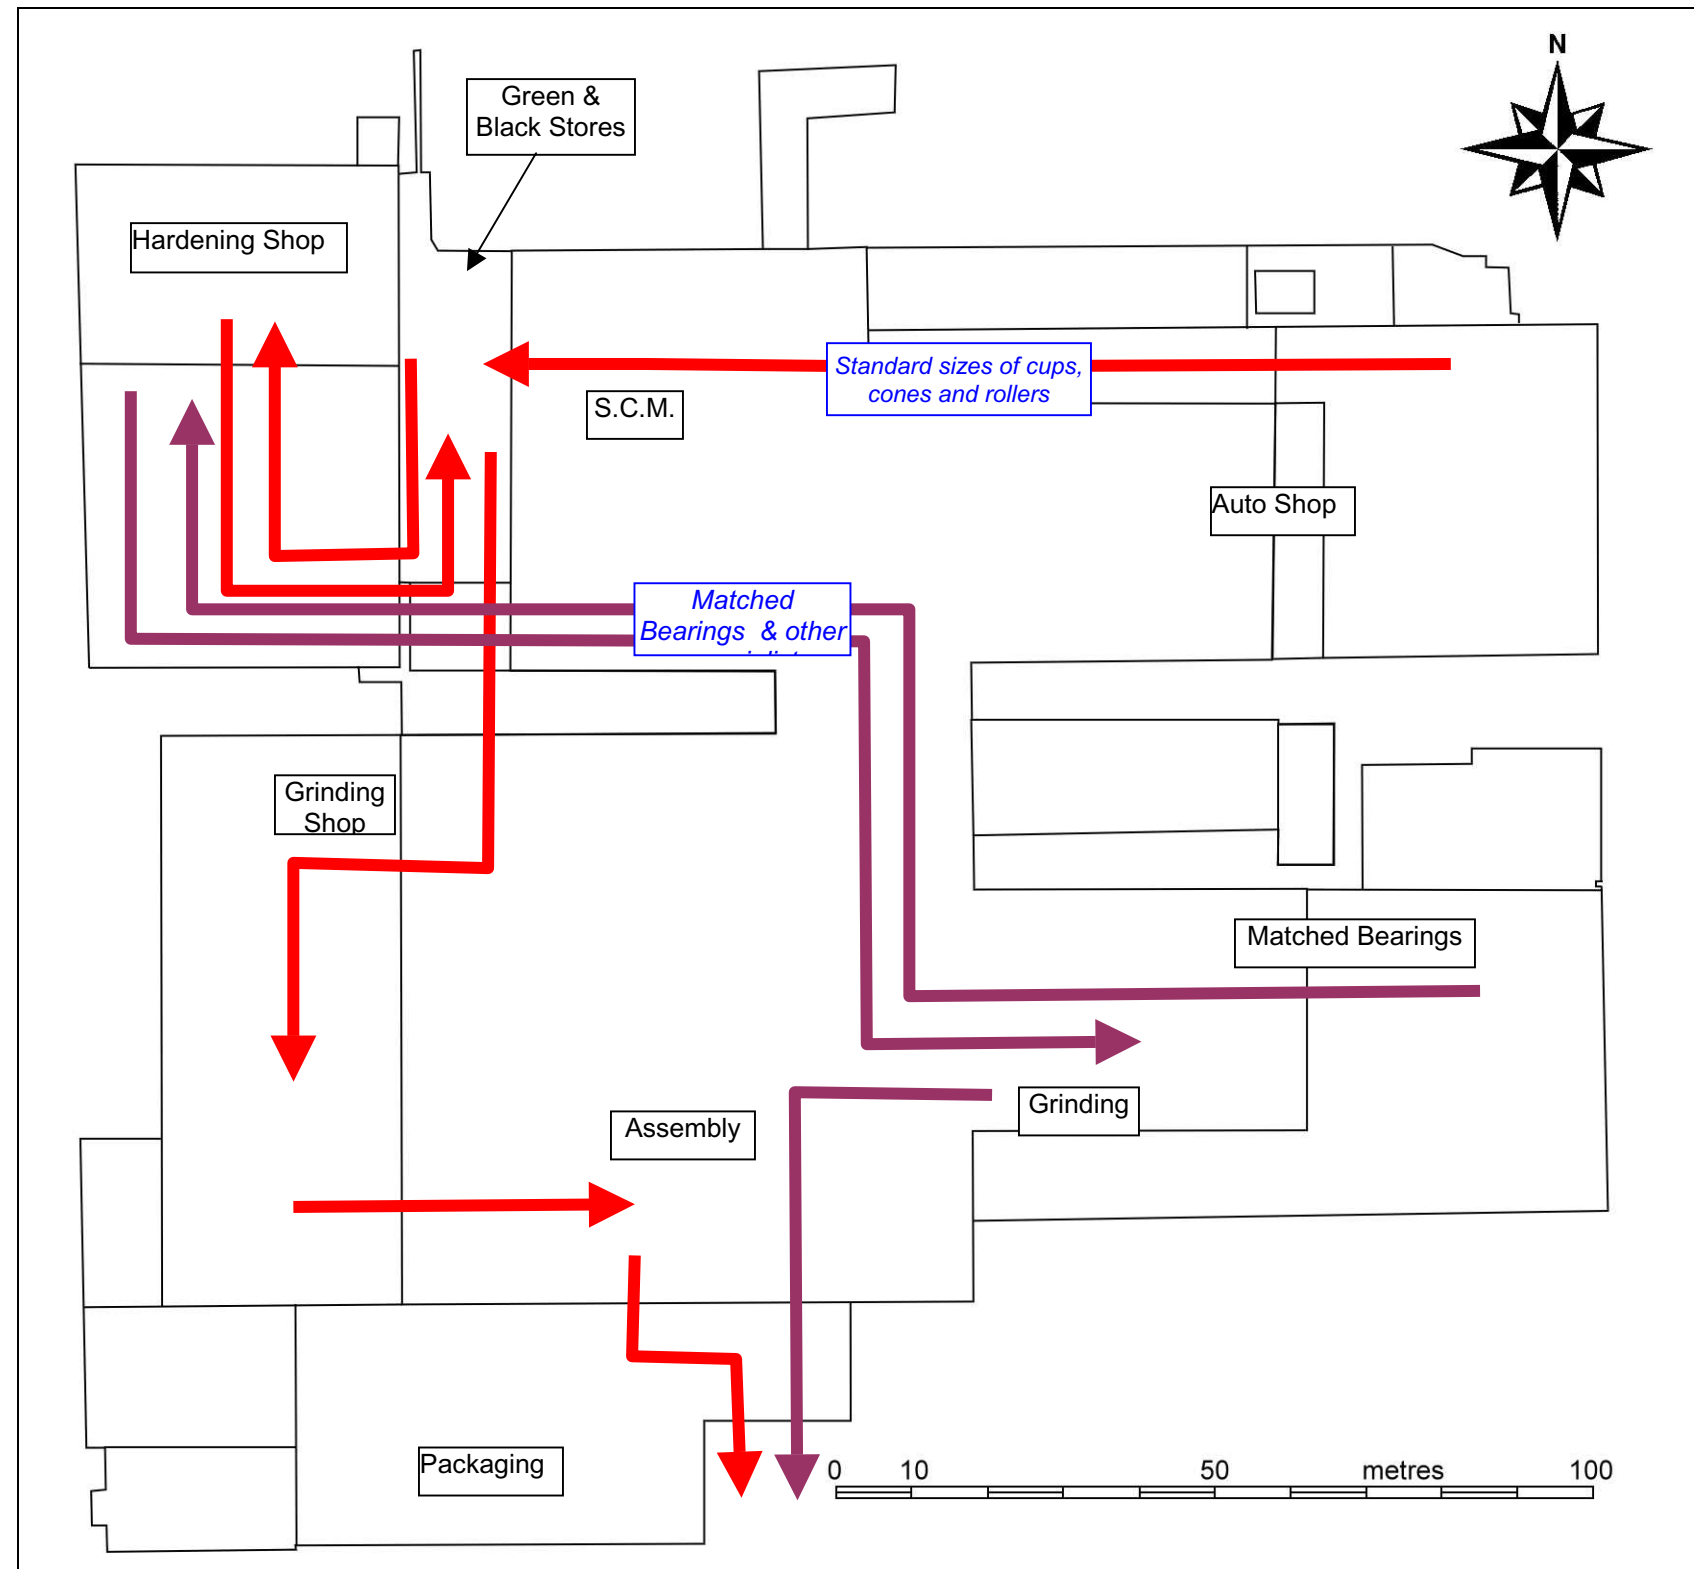 N
Green &
Black Stores
Hardening Shop
Standard sizes of cups,
cones and rollers
S.C.M.
Auto Shop
Matched
Bearings & other
Grinding
Shop
Matched Bearings
Grinding
Assembly
Packaging
0 10 50 metres 100